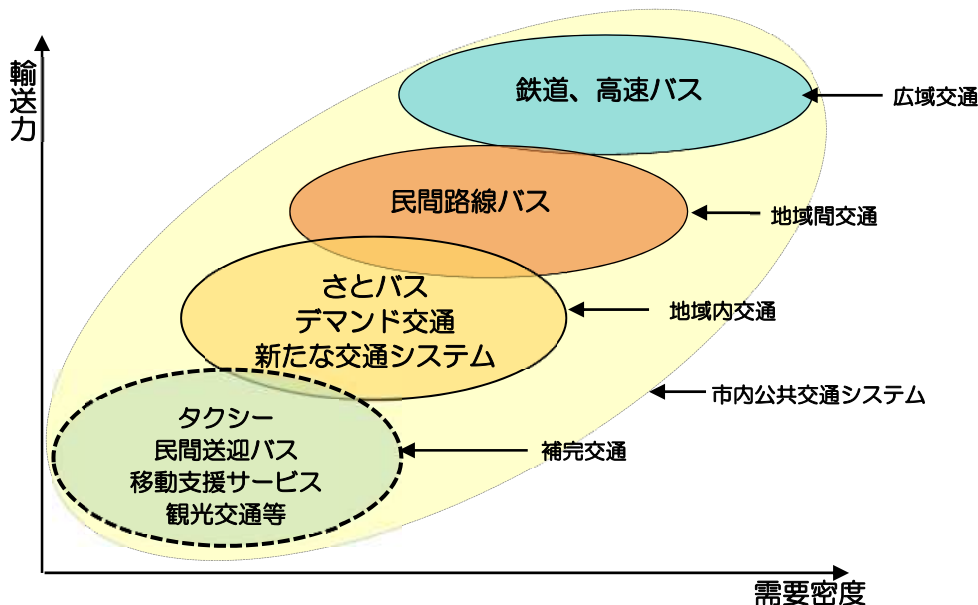 輸送力
鉄道、高速バス
広域交通
民間路線バス
地域間交通
さとバス
デマンド交通
新たな交通システム
地域内交通
市内公共交通システム
タクシー
民間送迎バス
移動支援サービス
観光交通等
補完交通
需要密度